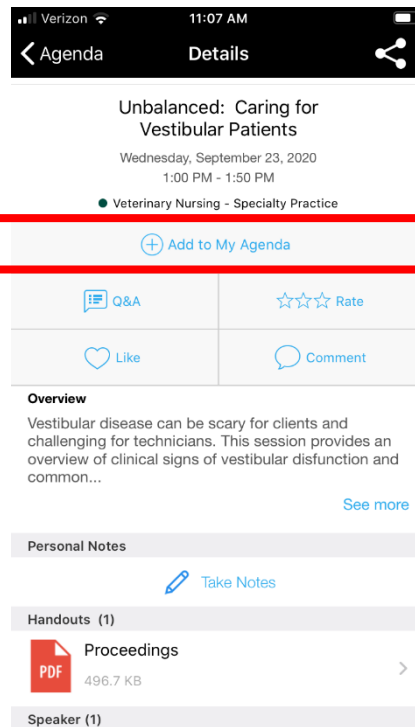 Verizon 11:07 AM
Agenda Details
Unbalanced: Caring for
Vestibular Patients
Wednesday, September 23, 2020
1:00 PM - 1:50 PM
Veterinary Nursing - Specialty Practice
Add to My Agenda
Q&A Rate
Like Comment
Overview
Vestibular disease can be scary for clients and
challenging for technicians. This session provides an
overview of clinical signs of vestibular disfunction and
common...
See more
Personal Notes
Take Notes
Handouts (1)
Proceedings
PDF
496.7 KB
Speaker (1)